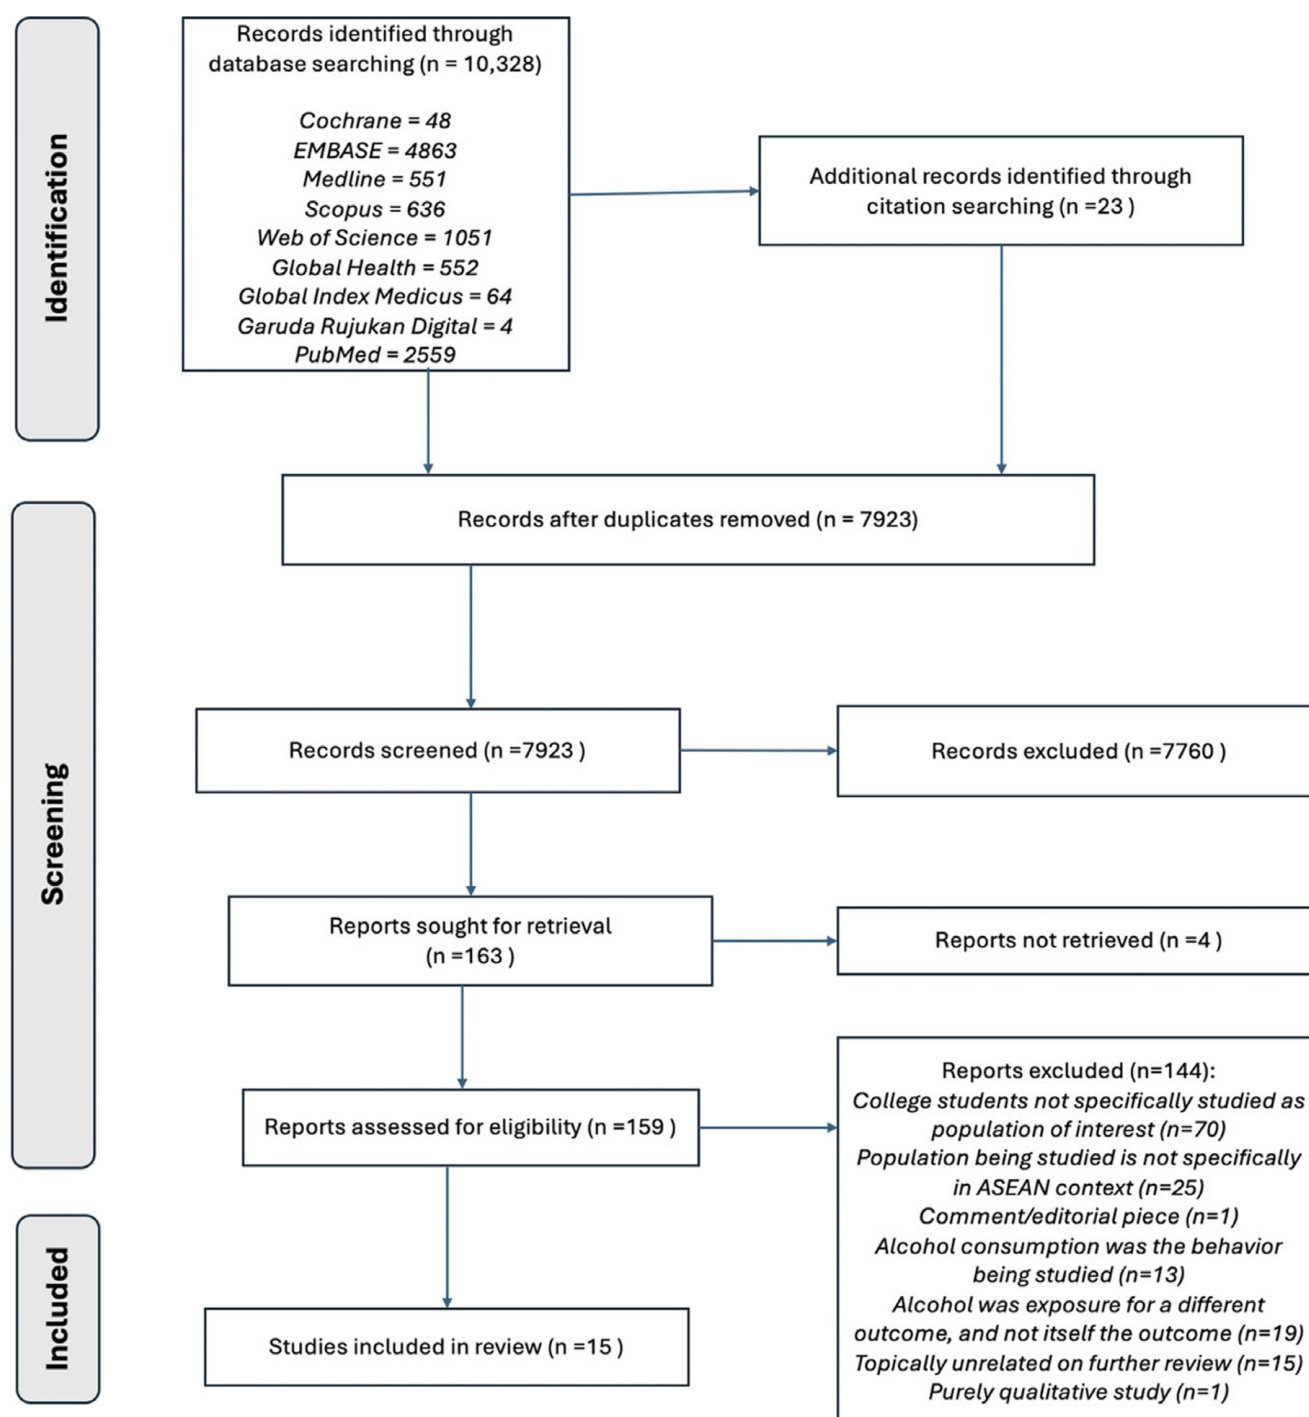 Identification
Records identified through
database searching (n = 10,328)
Cochrane = 48
EMBASE = 4863
Medline = 551
Scopus = 636
Web of Science = 1051
Global Health = 552
Global Index Medicus = 64
Garuda Rujukan Digital = 4
PubMed = 2559
Additional records identified through
citation searching (n =23 )
Screening
Records after duplicates removed (n = 7923)
Records screened (n =7923 )
Records excluded (n =7760 )
Reports sought for retrieval
(n =163 )
Reports not retrieved (n =4 )
Reports assessed for eligibility (n =159 )
Reports excluded (n=144):
College students not specifically studied as
population of interest (n=70)
Population being studied is not specifically
in ASEAN context (n=25)
Comment/editorial piece (n=1)
Alcohol consumption was the behavior
being studied (n=13)
Alcohol was exposure for a different
outcome, and not itself the outcome (n=19)
Topically unrelated on further review (n=15)
Purely qualitative study (n=1)
Included
Studies included in review (n =15 )